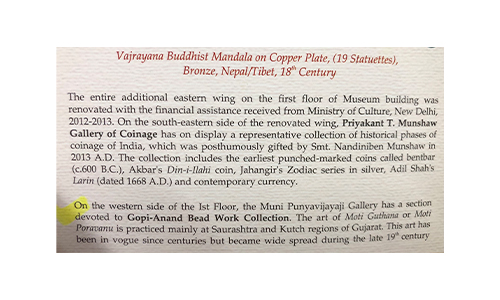 Vajrayana Buddhist Mandala on Copper Plate, (19 Statuettes),
Bronze, Nepal/Tibet, 18th Century
The entire additional eastern wing on the first floor of Museum building was
renovated with the financial assistance received from Ministry of Culture, New Delhi,
2012-2013. On the south-eastern side of the renovated wing, Priyakant T. Munshaw
Gallery of Coinage has on display a representative collection of historical phases of
coinage of India, which was posthumously gifted by Smt. Nandiniben Munshaw in
2013 A.D. The collection includes the earliest punched-marked coins called bentbar
(c.600 B.C.), Akbar's Din-i-Ilahi coin, Jahangir's Zodiac series in silver, Adil Shah's
Larin (dated 1668 A.D.) and contemporary currency.
On the western side of the Ist Floor, the Muni Punyavijayaji Gallery has a section
devoted to Gopi-Anand Bead Work Collection. The art of Moti Guthana or Moti
Poravanu is practiced mainly at Saurashtra and Kutch regions of Gujarat. This art has
been in vogue since centuries but became wide spread during the late 19th century